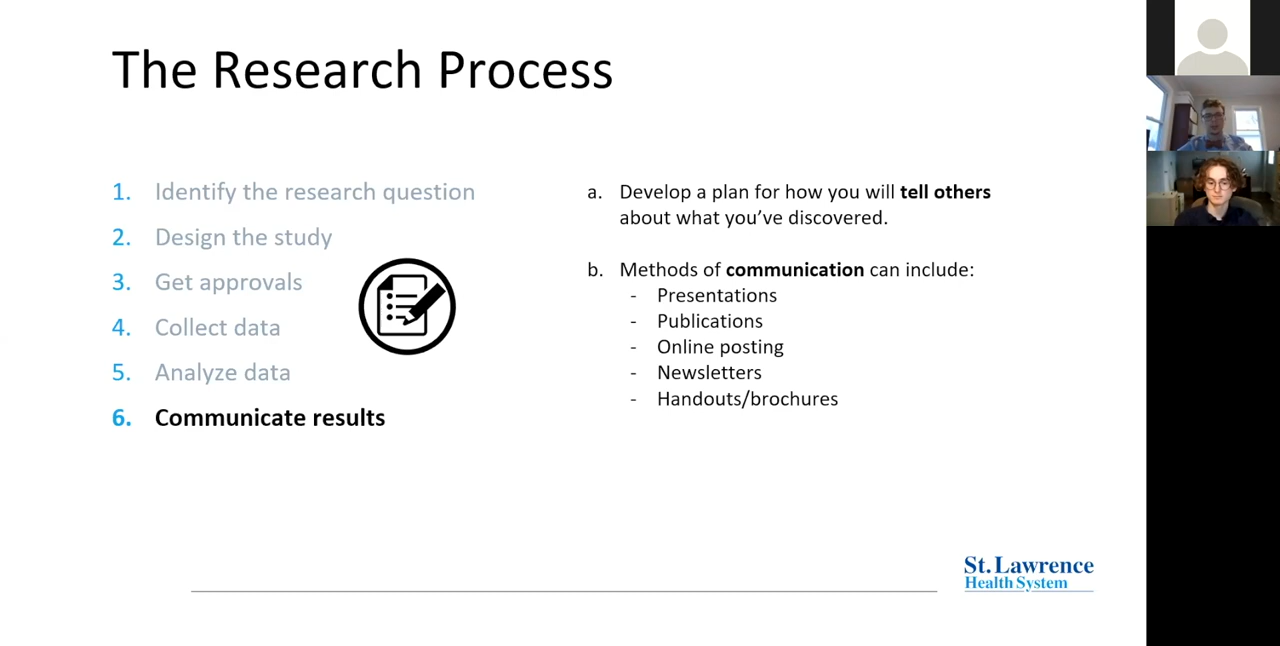 The Research Process
1. Identify the research question
2. Design the study
3. Get approvals
4. Collect data
5. Analyze data
6. Communicate results
a. Develop a plan for how you will tell others
about what you’ve discovered.
b. Methods of communication can include:
- Presentations
- Publications
- Online posting
- Newsletters
- Handouts/brochures
St. Lawrence
Health System